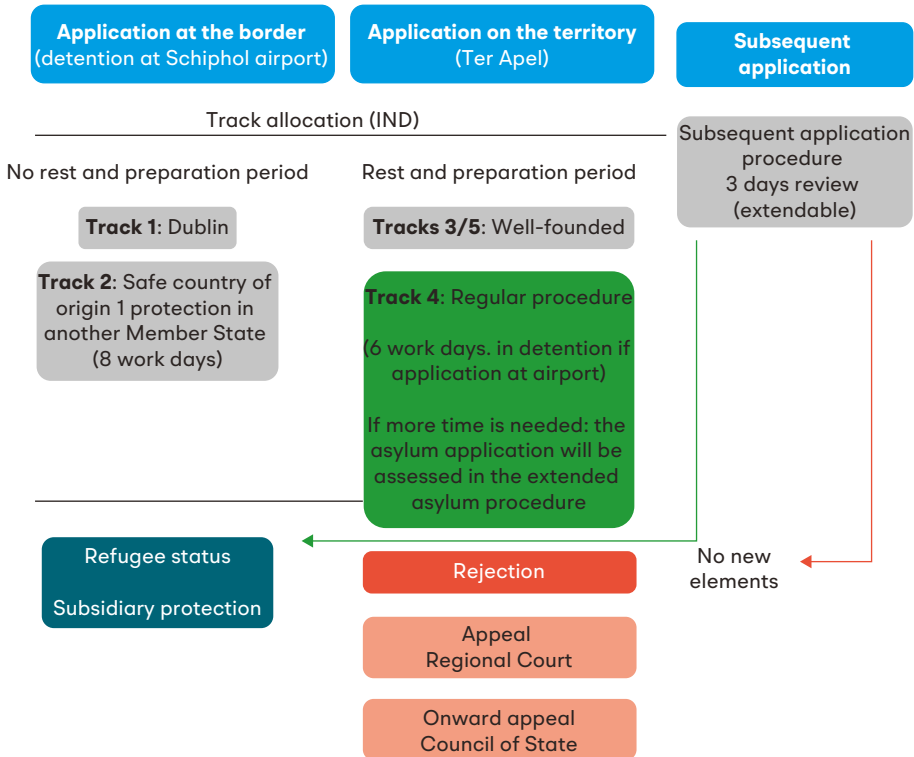 Application at the border
(detention at Schiphol airport)
Application on the territory
(Ter Apel)
Subsequent
application
Track allocation (IND)
Subsequent application
procedure
3 days review
(extendable)
No rest and preparation period
Rest and preparation period
Track 1: Dublin
Tracks 3/5: Well-founded
Track 2: Safe country of
origin 1 protection in
another Member State
(8 work days)
Track 4: Regular procedure
(6 work days. in detention if
application at airport)
If more time is needed: the
asylum application will be
assessed in the extended
asylum procedure
Refugee status
Subsidiary protection
Rejection
No new
elements
Appeal
Regional Court
Onward appeal
Council of State